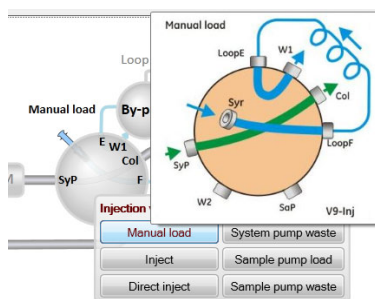 Manual load
LoopE
W1
Col
Syr
LoopF
SyP
W2
SaP
V9-Inj
Loop
Manual load
By-p
E
W1
Col
SyP
F
M
Injection v
Manual load
System pump waste
Inject
Sample pump load
Direct inject
Sample pump waste